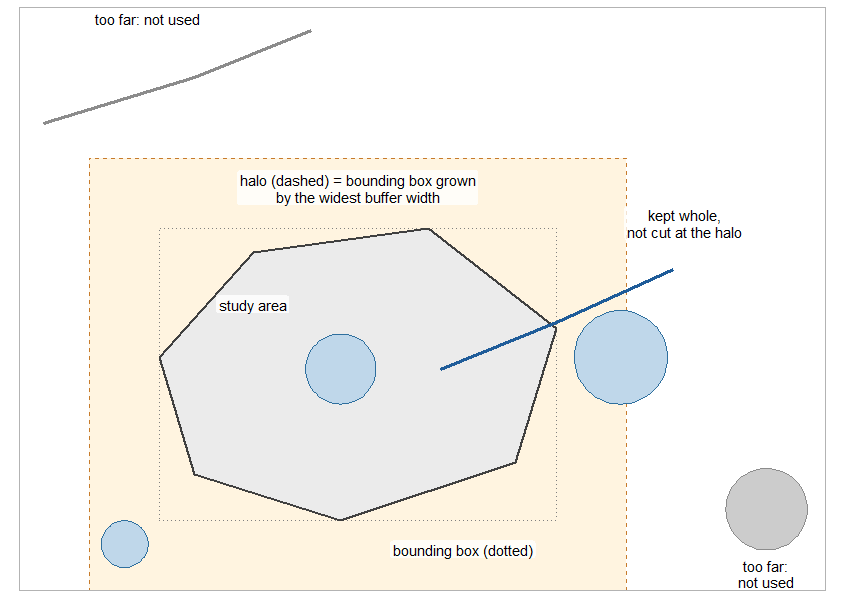 too far: not used
halo (dashed) = bounding box grown
by the widest buffer width
kept whole,
not cut at the halo
study area
bounding box (dotted)
too far:
not used